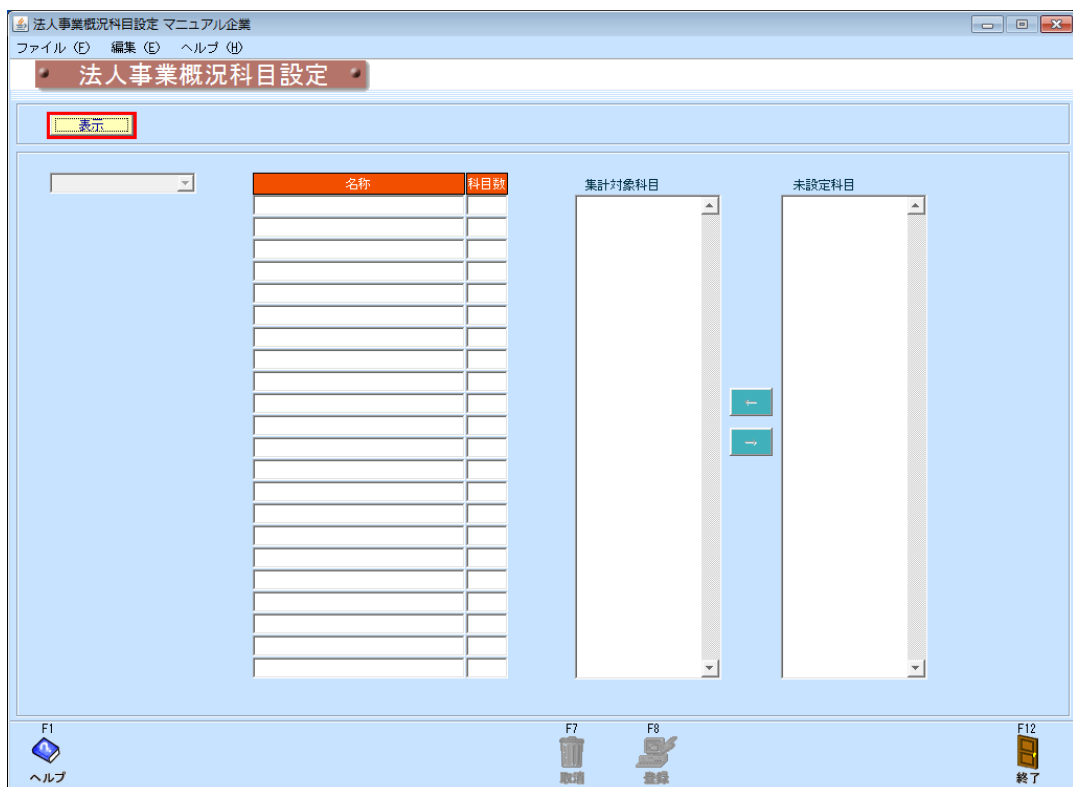 法人事業概況科目設定 マニュアル企業
ファイル (F) 編集 (E) ヘルプ (H)
法人事業概況科目設定
表示
名称 科目数 集計対象科目 未設定科目
←
→
F1 F7 F8 F12
ヘルプ 取消 登録 終了